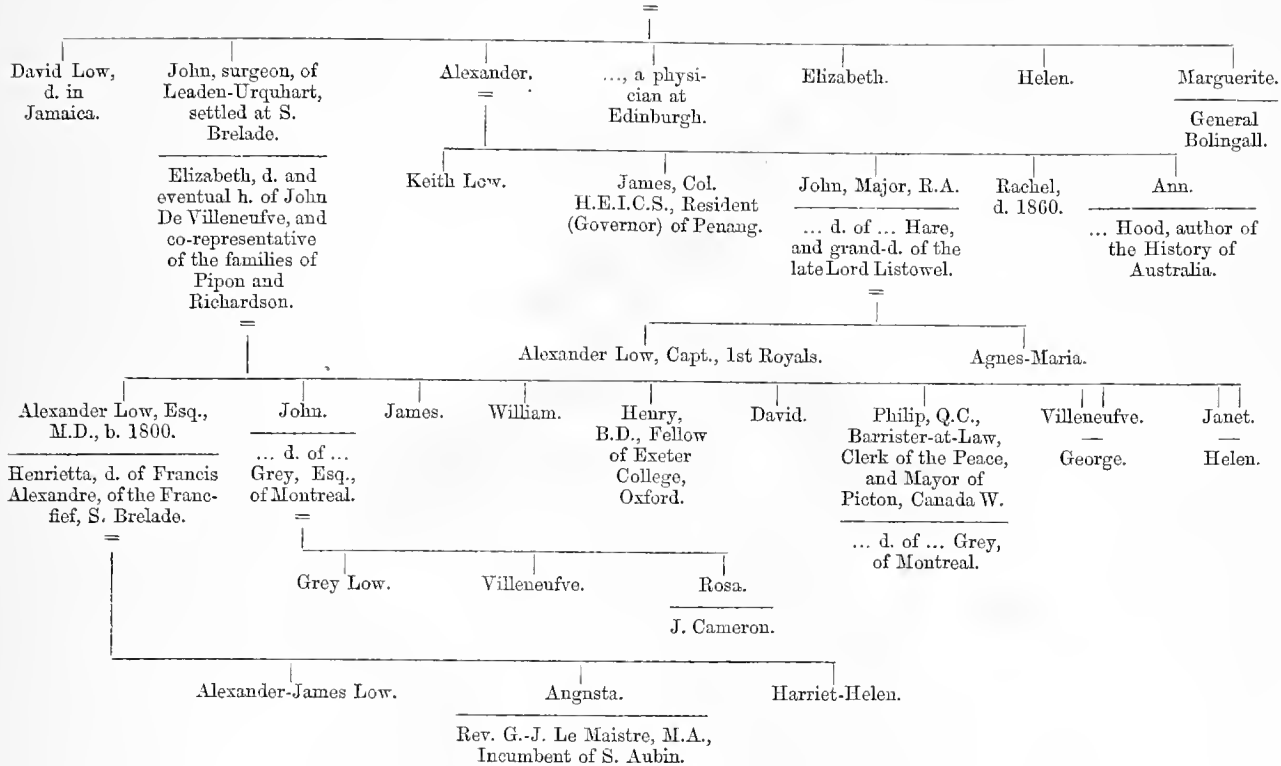 =
David Low,
d. in
Jamaica.
John, surgeon, of
Leaden-Urquhart,
settled at S.
Brelade.
Elizabeth, d. and
eventual h. of John
De Villeneufve, and
co-representative
of the families of
Pipon and
Richardson.
=
Alexander.
=
..., a physi-
cian at
Edinburgh.
Elizabeth.
Helen.
Marguerite.
General
Bolingall.
Keith Low.
James, Col.
H.E.I.C.S., Resident
(Governor) of Penang.
John, Major, R.A.
... d. of ... Hare,
and grand-d. of the
late Lord Listowel.
=
Rachel,
d. 1860.
Ann.
... Hood, author of
the History of
Australia.
Alexander Low, Capt., 1st Royals.
Agnes-Maria.
Alexander Low, Esq.,
M.D., b. 1800.
Henrietta, d. of Francis
Alexandre, of the Franc-
fief, S. Brelade.
=
John.
... d. of ...
Grey, Esq.,
of Montreal.
=
James.
William.
Henry,
B.D., Fellow
of Exeter
College,
Oxford.
David.
Philip, Q.C.,
Barrister-at-Law,
Clerk of the Peace,
and Mayor of
Picton, Canada W.
... d. of ... Grey,
of Montreal.
Villeneufve.
—
George.
Janet.
—
Helen.
Grey Low.
Villeneufve.
Rosa.
J. Cameron.
Alexander-James Low.
Angnsta.
Rev. G.-J. Le Maistre, M.A.,
Incumbent of S. Aubin.
Harriet-Helen.